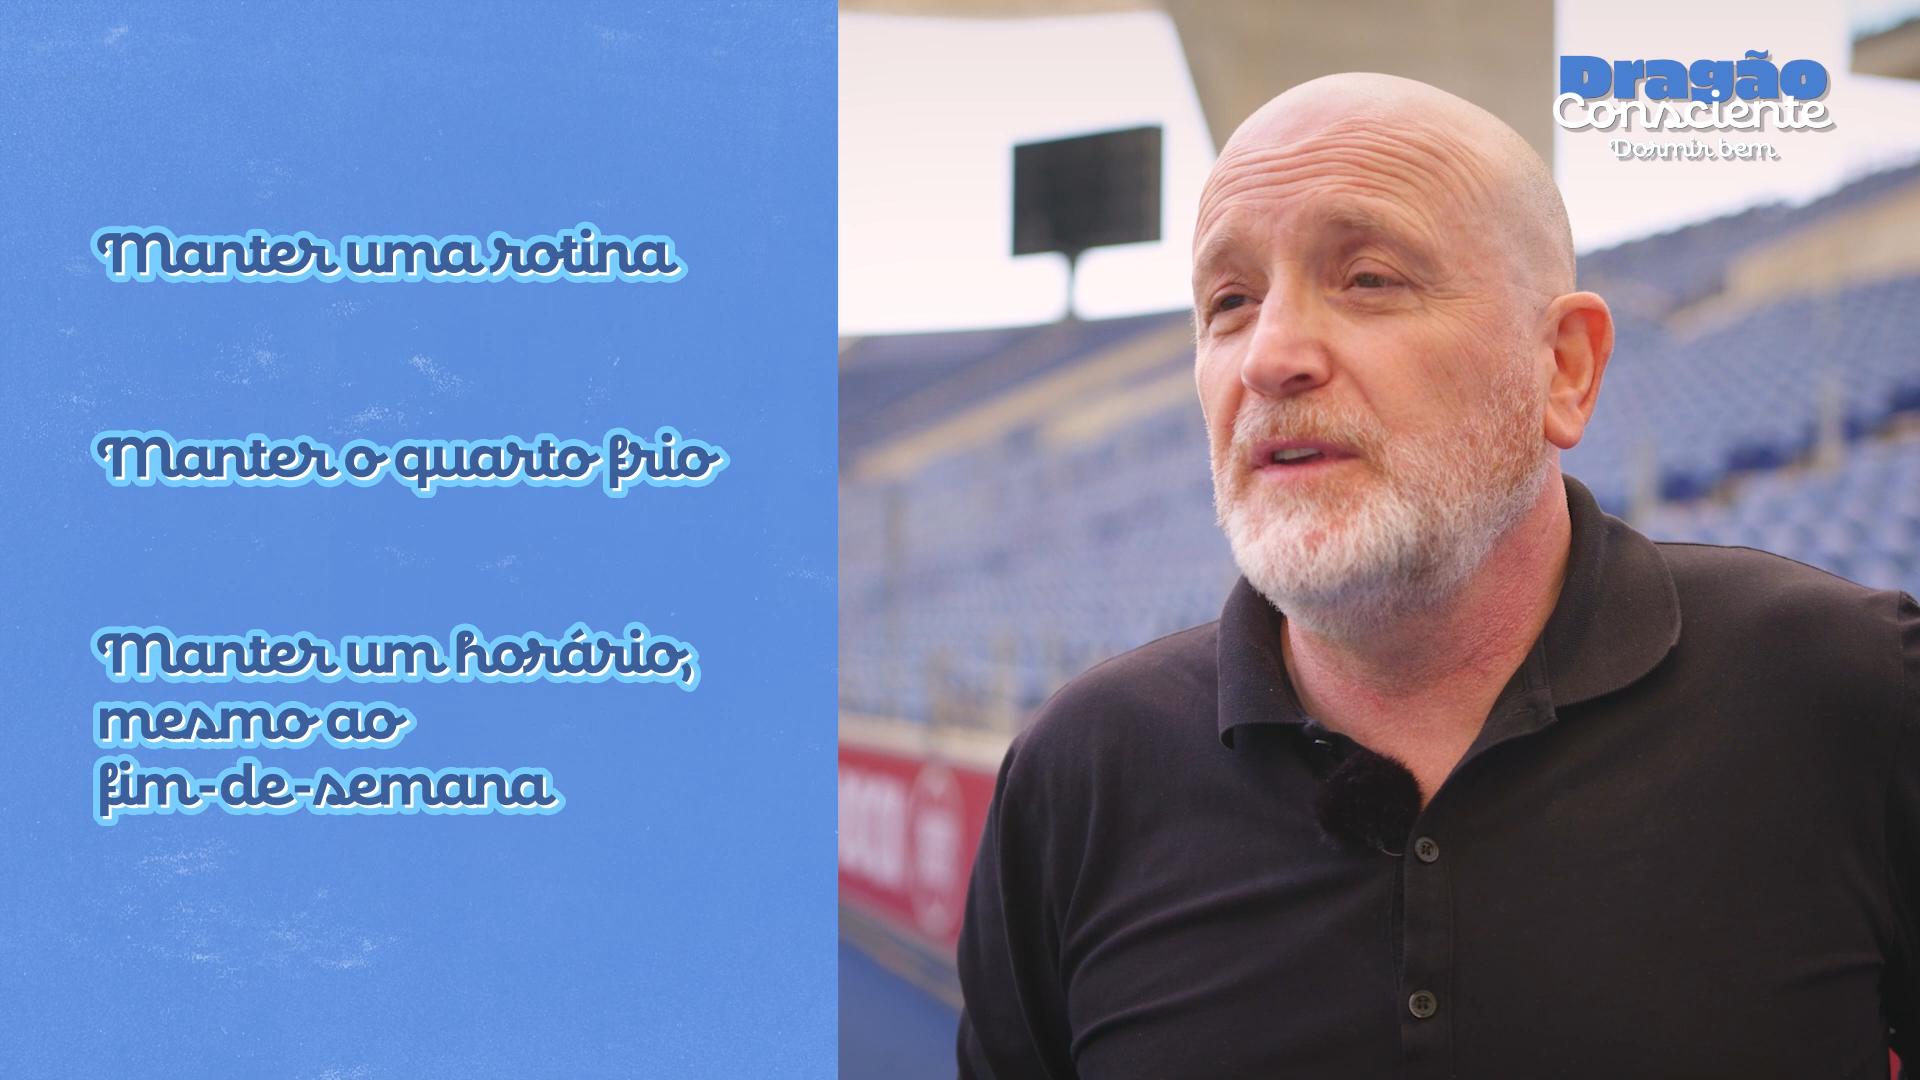 Manter uma rotina
Manter o quarto frio
Manter um horário,
mesmo ao
fim-de-semana
Dragão
Consciente
Dormir bem